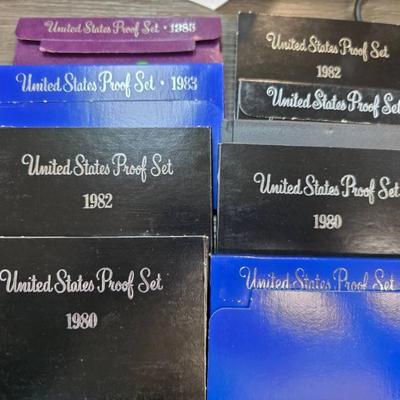 United States Proof Set · 1985
United States Proof Set · 1983
United States Proof Set
1982
United States Proof Set
1980
United States Proof Set
1982
United States Proof Set
United States Proof Set
1980
United States Proof Set